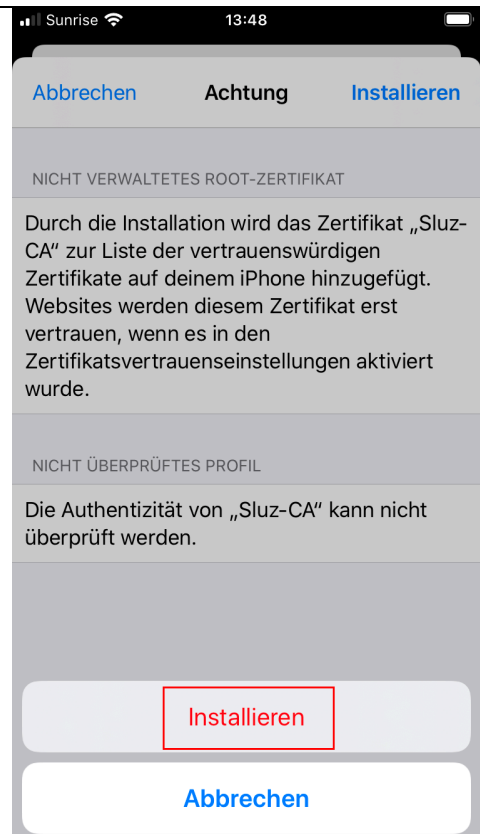 Sunrise 13:48
Abbrechen Achtung Installieren
NICHT VERWALTETES ROOT-ZERTIFIKAT
Durch die Installation wird das Zertifikat „Sluz-
CA“ zur Liste der vertrauenswürdigen
Zertifikate auf deinem iPhone hinzugefügt.
Websites werden diesem Zertifikat erst
vertrauen, wenn es in den
Zertifikatsvertrauenseinstellungen aktiviert
wurde.
NICHT ÜBERPRÜFTES PROFIL
Die Authentizität von „Sluz-CA“ kann nicht
überprüft werden.
Installieren
Abbrechen